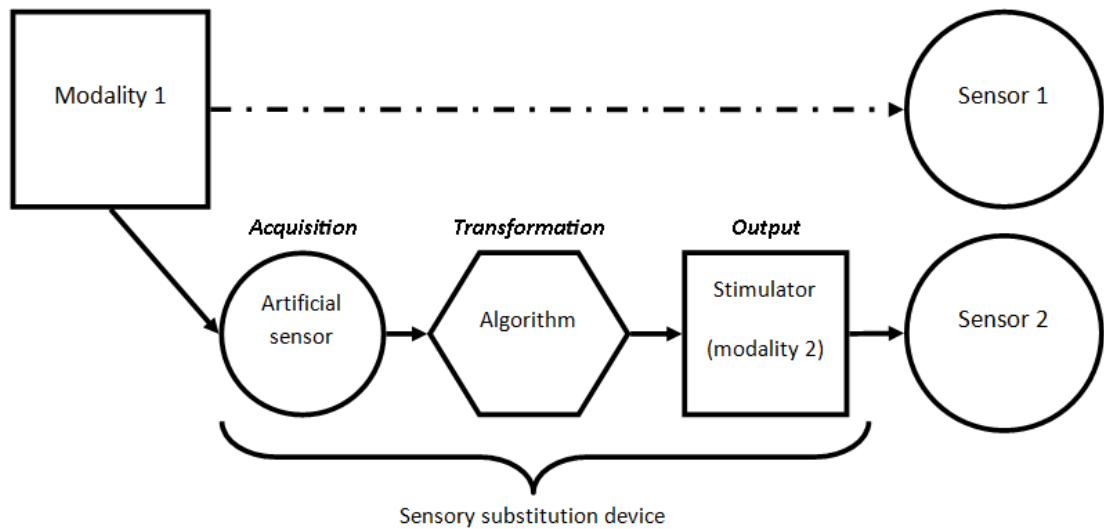 Modality 1
Sensor 1
Acquisition
Transformation
Output
Artificial
sensor
Algorithm
Stimulator
(modality 2)
Sensor 2
Sensory substitution device